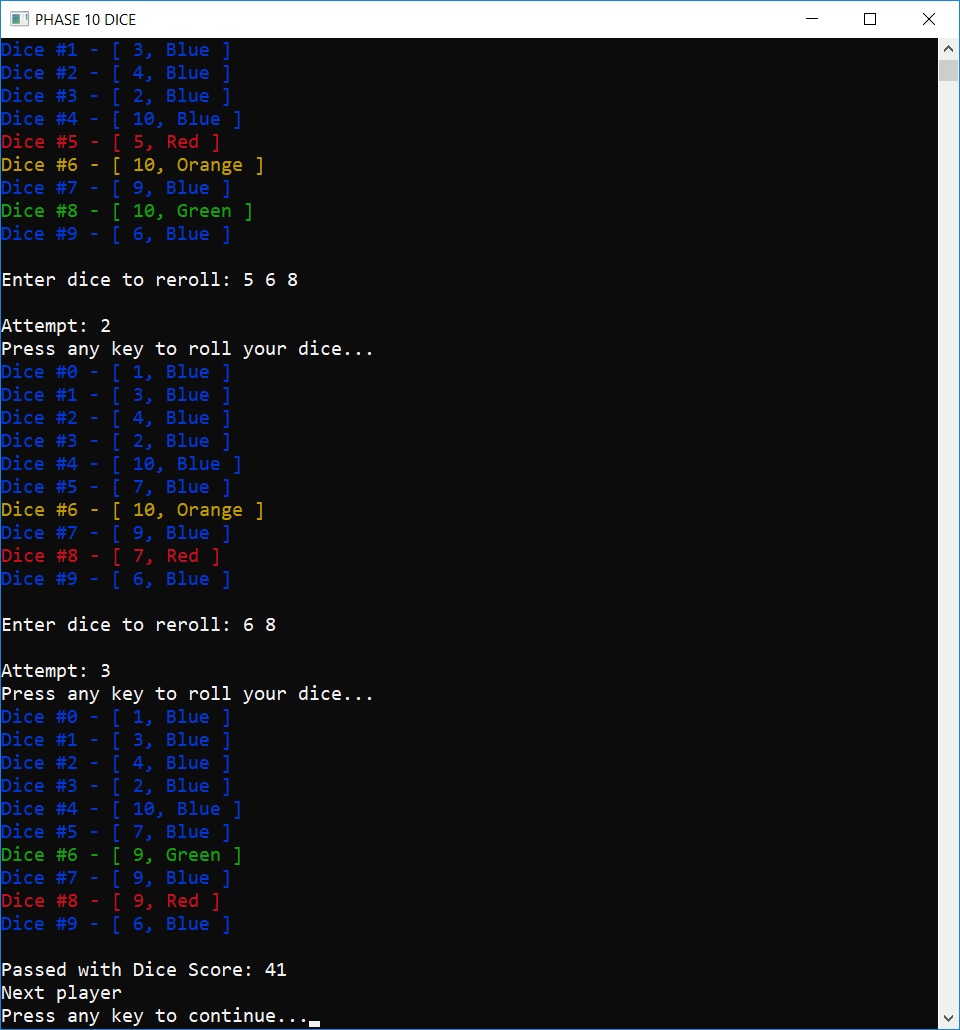 PHASE 10 DICE
Dice #1 - [ 3, Blue ]
Dice #2 - [ 4, Blue ]
Dice #3 - [ 2, Blue ]
Dice #4 - [ 10, Blue ]
Dice #5 - [ 5, Red ]
Dice #6 - [ 10, Orange ]
Dice #7 - [ 9, Blue ]
Dice #8 - [ 10, Green ]
Dice #9 - [ 6, Blue ]
Enter dice to reroll: 5 6 8
Attempt: 2
Press any key to roll your dice...
Dice #0 - [ 1, Blue ]
Dice #1 - [ 3, Blue ]
Dice #2 - [ 4, Blue ]
Dice #3 - [ 2, Blue ]
Dice #4 - [ 10, Blue ]
Dice #5 - [ 7, Blue ]
Dice #6 - [ 10, Orange ]
Dice #7 - [ 9, Blue ]
Dice #8 - [ 7, Red ]
Dice #9 - [ 6, Blue ]
Enter dice to reroll: 6 8
Attempt: 3
Press any key to roll your dice...
Dice #0 - [ 1, Blue ]
Dice #1 - [ 3, Blue ]
Dice #2 - [ 4, Blue ]
Dice #3 - [ 2, Blue ]
Dice #4 - [ 10, Blue ]
Dice #5 - [ 7, Blue ]
Dice #6 - [ 9, Green ]
Dice #7 - [ 9, Blue ]
Dice #8 - [ 9, Red ]
Dice #9 - [ 6, Blue ]
Passed with Dice Score: 41
Next player
Press any key to continue...